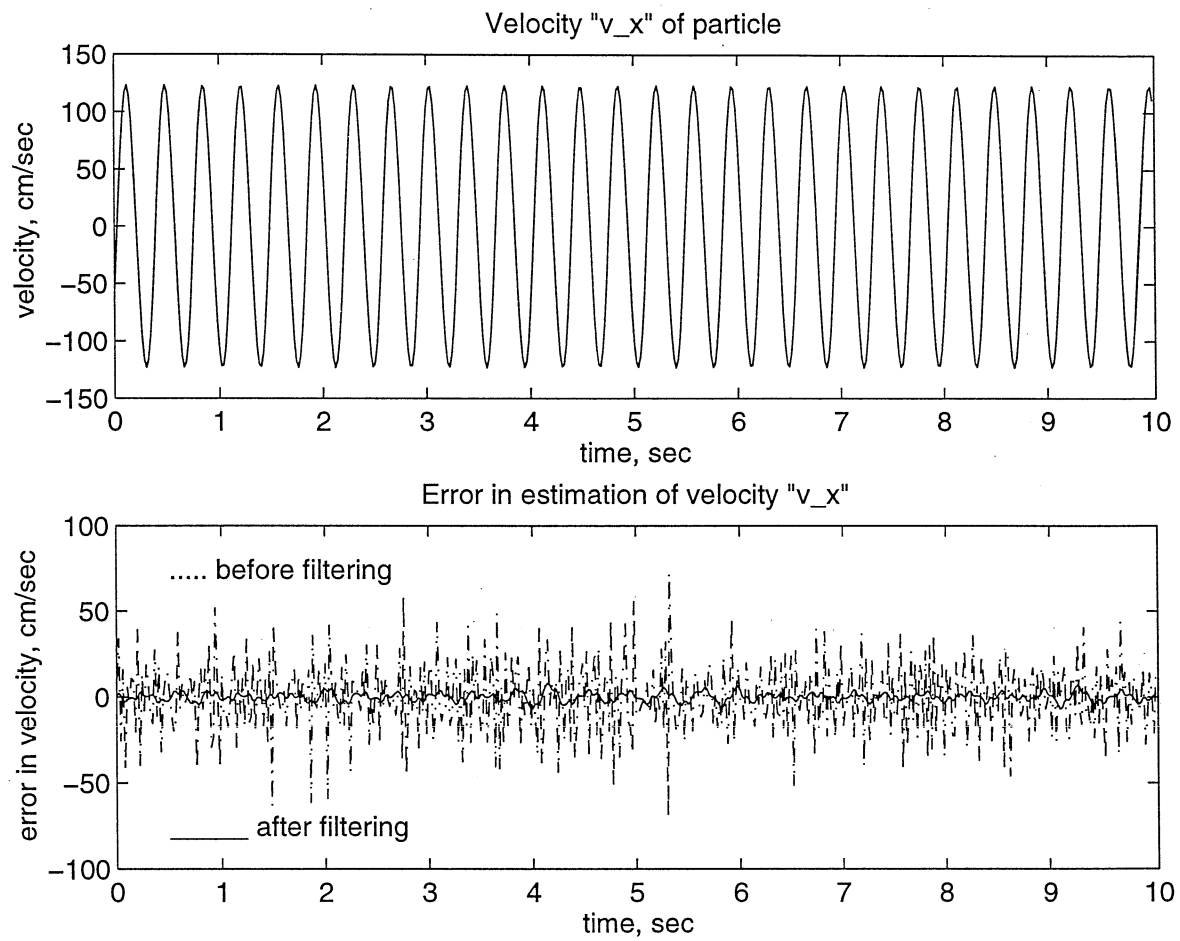 Velocity "v_x" of particle
150
100
50
0
−50
−100
−150
velocity, cm/sec
0 1 2 3 4 5 6 7 8 9 10
time, sec
Error in estimation of velocity "v_x"
100
50
0
−50
−100
error in velocity, cm/sec
..... before filtering
after filtering
0 1 2 3 4 5 6 7 8 9 10
time, sec